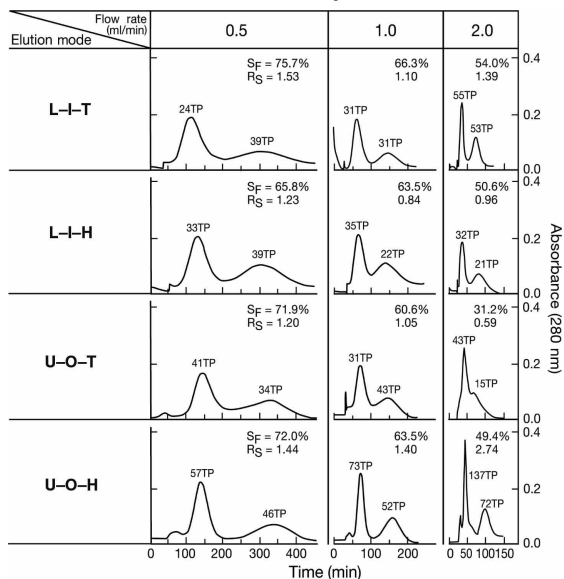 Flow rate
(ml/min)
Elution mode
0.5
1.0
2.0
L–I–T
SF = 75.7%
RS = 1.53
24TP
39TP
66.3%
1.10
31TP
31TP
54.0%
1.39
55TP
53TP
0.4
0.2
0.0
L–I–H
SF = 65.8%
RS = 1.23
33TP
39TP
63.5%
0.84
35TP
22TP
50.6%
0.96
32TP
21TP
0.4
0.2
0.0
U–O–T
SF = 71.9%
RS = 1.20
41TP
34TP
60.6%
1.05
31TP
43TP
31.2%
0.59
43TP
15TP
0.4
0.2
0.0
U–O–H
SF = 72.0%
RS = 1.44
57TP
46TP
63.5%
1.40
73TP
52TP
49.4%
2.74
137TP
72TP
0.4
0.2
0.0
Absorbance (280 nm)
0 100 200 300 400
0 100 200
0 50 100 150
Time (min)